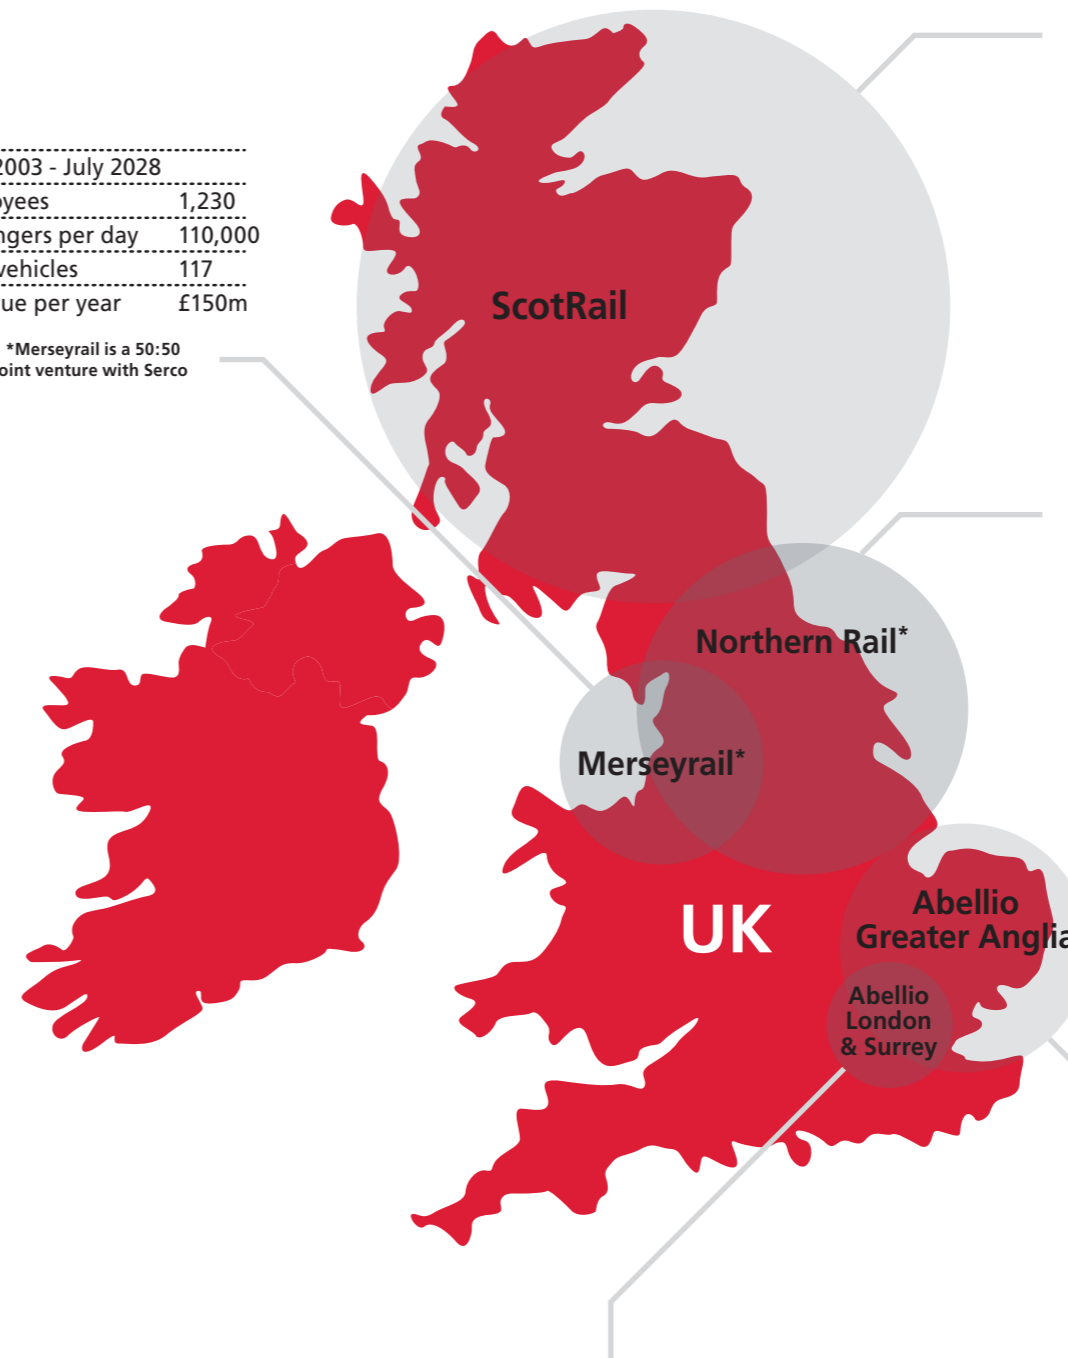 2003 - July 2028
oyees 1,230
ngers per day 110,000
vehicles 117
ue per year £150m
*Merseyrail is a 50:50
oint venture with Serco
ScotRail
Northern Rail*
Merseyrail*
UK
Abellio
Greater Anglia
Abellio
London
& Surrey